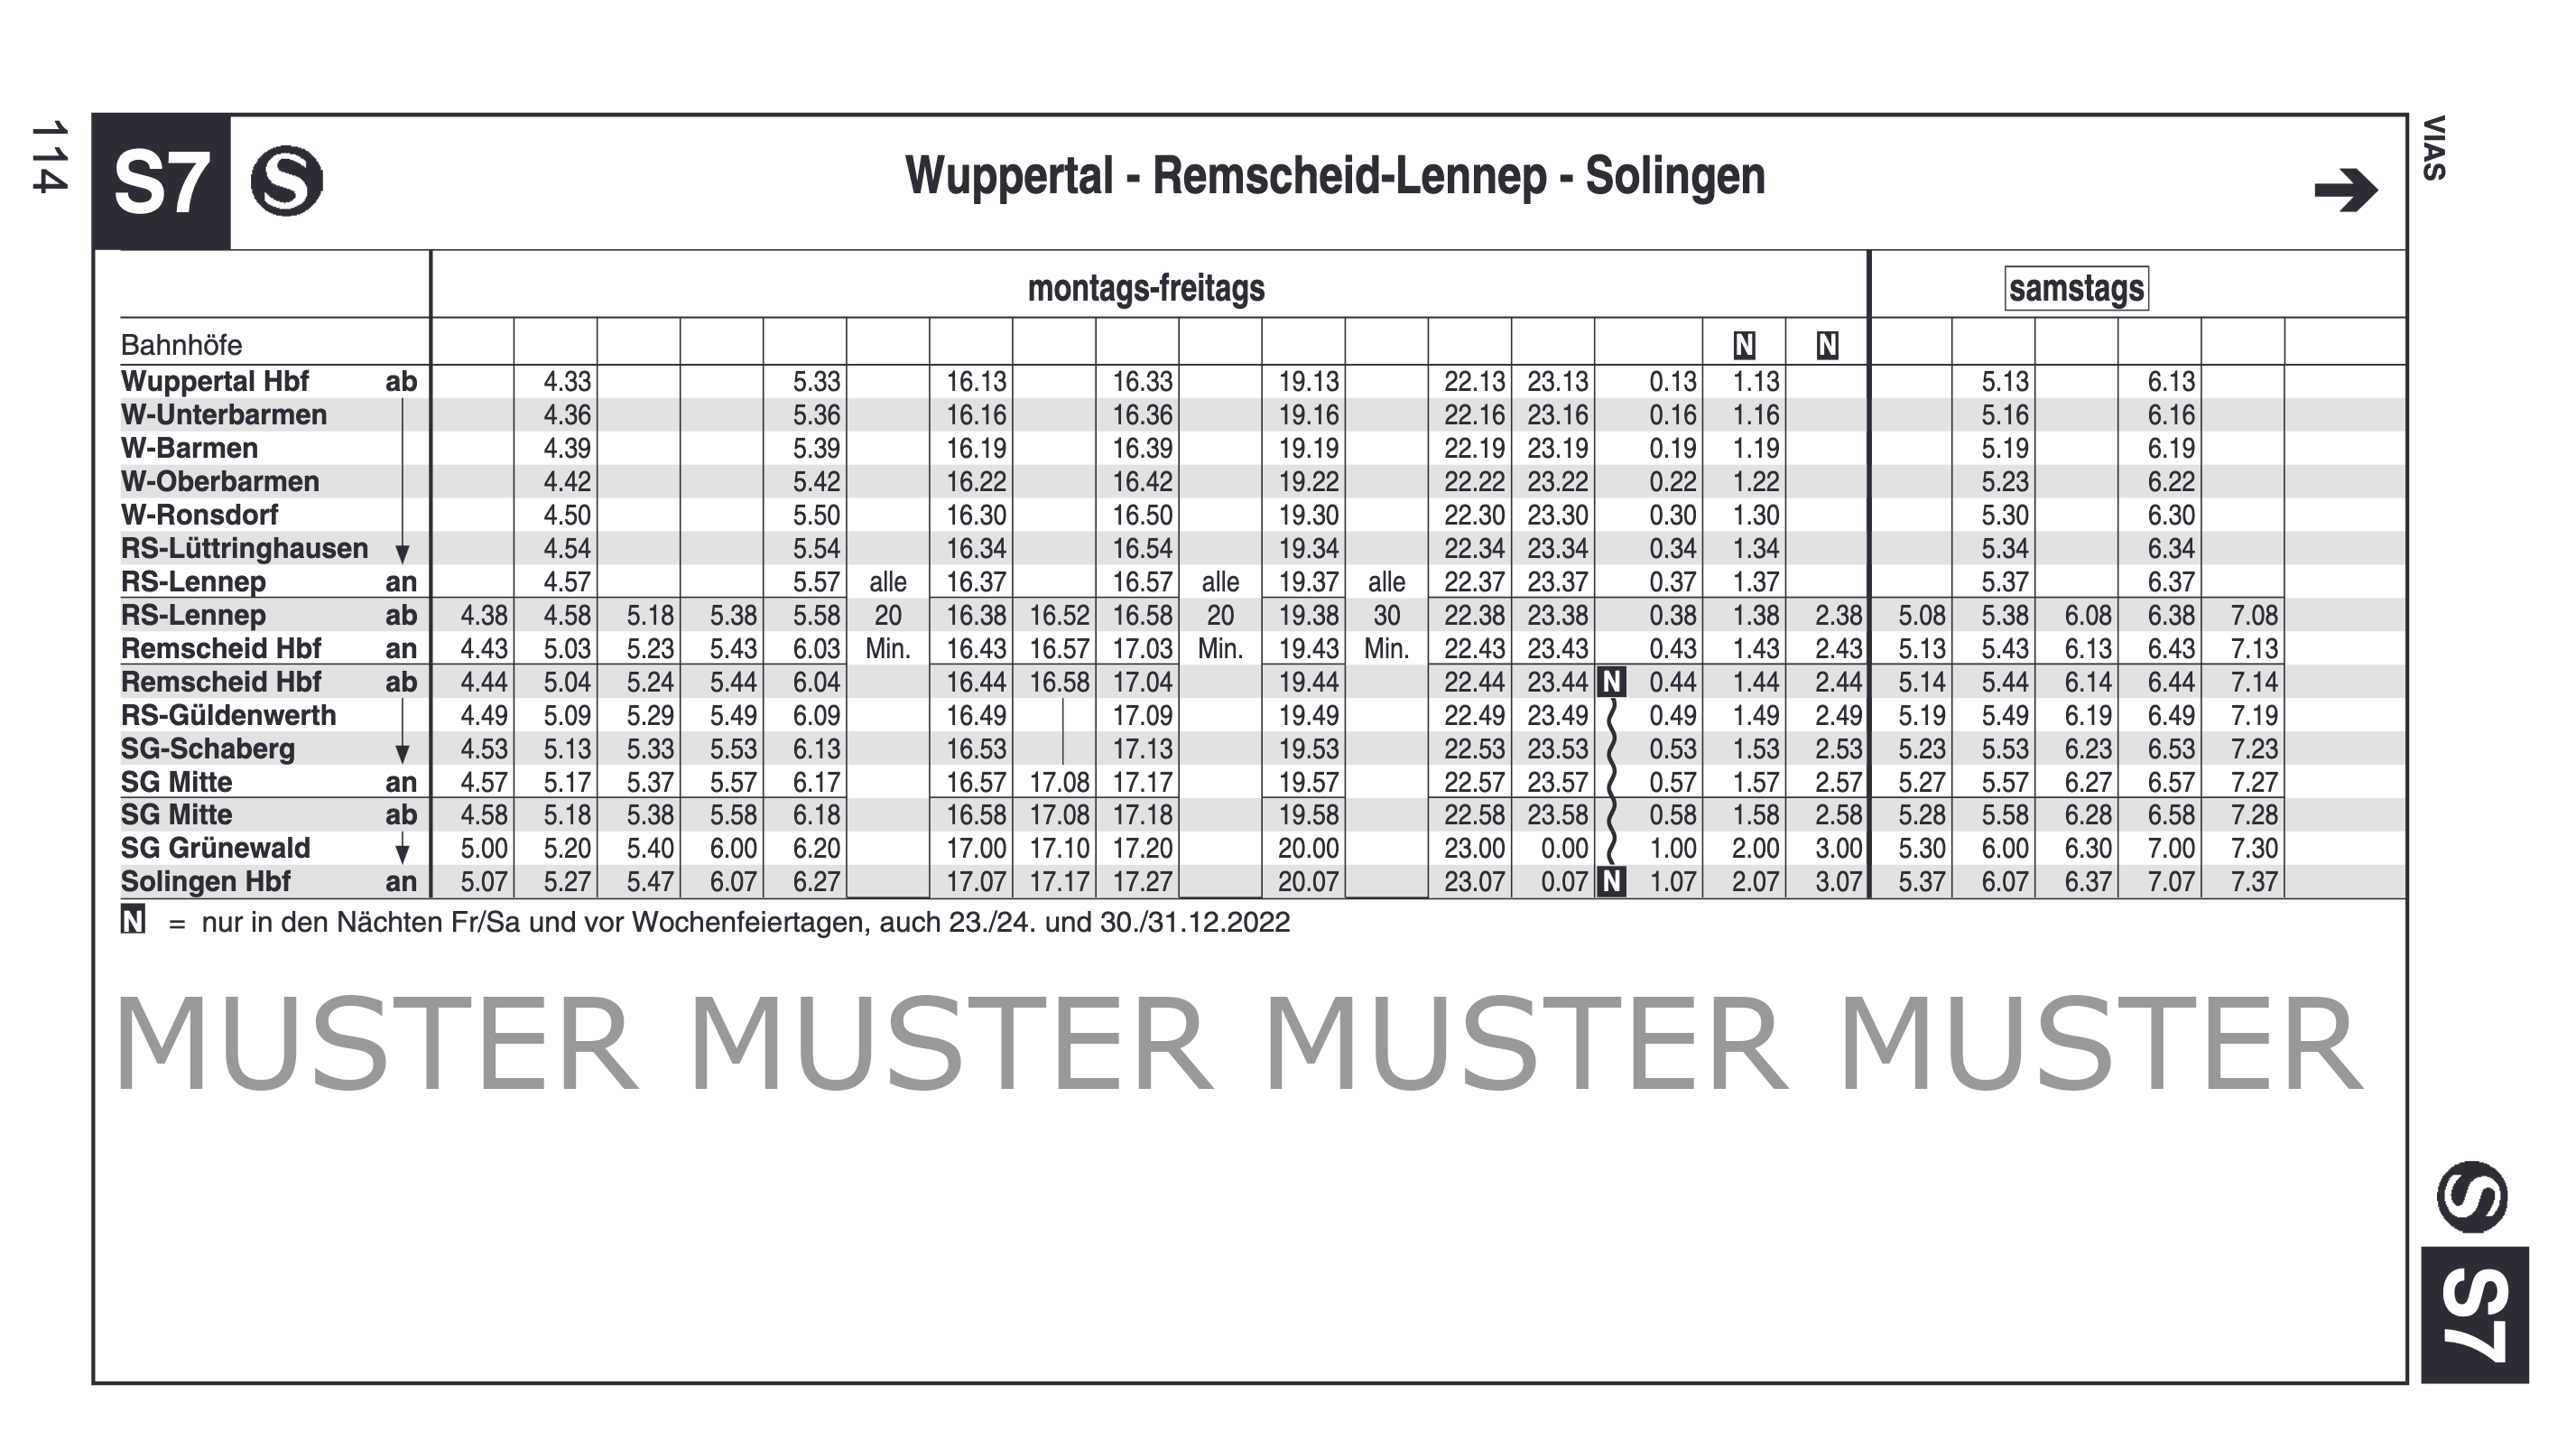 114
S7 S Wuppertal - Remscheid-Lennep - Solingen
VIAS
montags-freitags samstags
Bahnhöfe N N
Wuppertal Hbf ab 4.33 5.33 16.13 16.33 19.13 22.13 23.13 0.13 1.13 5.13 6.13
W-Unterbarmen 4.36 5.36 16.16 16.36 19.16 22.16 23.16 0.16 1.16 5.16 6.16
W-Barmen 4.39 5.39 16.19 16.39 19.19 22.19 23.19 0.19 1.19 5.19 6.19
W-Oberbarmen 4.42 5.42 16.22 16.42 19.22 22.22 23.22 0.22 1.22 5.23 6.22
W-Ronsdorf 4.50 5.50 16.30 16.50 19.30 22.30 23.30 0.30 1.30 5.30 6.30
RS-Lüttringhausen 4.54 5.54 16.34 16.54 19.34 22.34 23.34 0.34 1.34 5.34 6.34
RS-Lennep an 4.57 5.57 alle 16.37 16.57 alle 19.37 alle 22.37 23.37 0.37 1.37 5.37 6.37
RS-Lennep ab 4.38 4.58 5.18 5.38 5.58 20 16.38 16.52 16.58 20 19.38 30 22.38 23.38 0.38 1.38 2.38 5.08 5.38 6.08 6.38 7.08
Remscheid Hbf an 4.43 5.03 5.23 5.43 6.03 Min. 16.43 16.57 17.03 Min. 19.43 Min. 22.43 23.43 0.43 1.43 2.43 5.13 5.43 6.13 6.43 7.13
Remscheid Hbf ab 4.44 5.04 5.24 5.44 6.04 16.44 16.58 17.04 19.44 22.44 23.44 N 0.44 1.44 2.44 5.14 5.44 6.14 6.44 7.14
RS-Güldenwerth 4.49 5.09 5.29 5.49 6.09 16.49 17.09 19.49 22.49 23.49 0.49 1.49 2.49 5.19 5.49 6.19 6.49 7.19
SG-Schaberg 4.53 5.13 5.33 5.53 6.13 16.53 17.13 19.53 22.53 23.53 0.53 1.53 2.53 5.23 5.53 6.23 6.53 7.23
SG Mitte an 4.57 5.17 5.37 5.57 6.17 16.57 17.08 17.17 19.57 22.57 23.57 0.57 1.57 2.57 5.27 5.57 6.27 6.57 7.27
SG Mitte ab 4.58 5.18 5.38 5.58 6.18 16.58 17.08 17.18 19.58 22.58 23.58 0.58 1.58 2.58 5.28 5.58 6.28 6.58 7.28
SG Grünewald 5.00 5.20 5.40 6.00 6.20 17.00 17.10 17.20 20.00 23.00 0.00 1.00 2.00 3.00 5.30 6.00 6.30 7.00 7.30
Solingen Hbf an 5.07 5.27 5.47 6.07 6.27 17.07 17.17 17.27 20.07 23.07 0.07 N 1.07 2.07 3.07 5.37 6.07 6.37 7.07 7.37
N = nur in den Nächten Fr/Sa und vor Wochenfeiertagen, auch 23./24. und 30./31.12.2022
MUSTER MUSTER MUSTER MUSTER
S S7